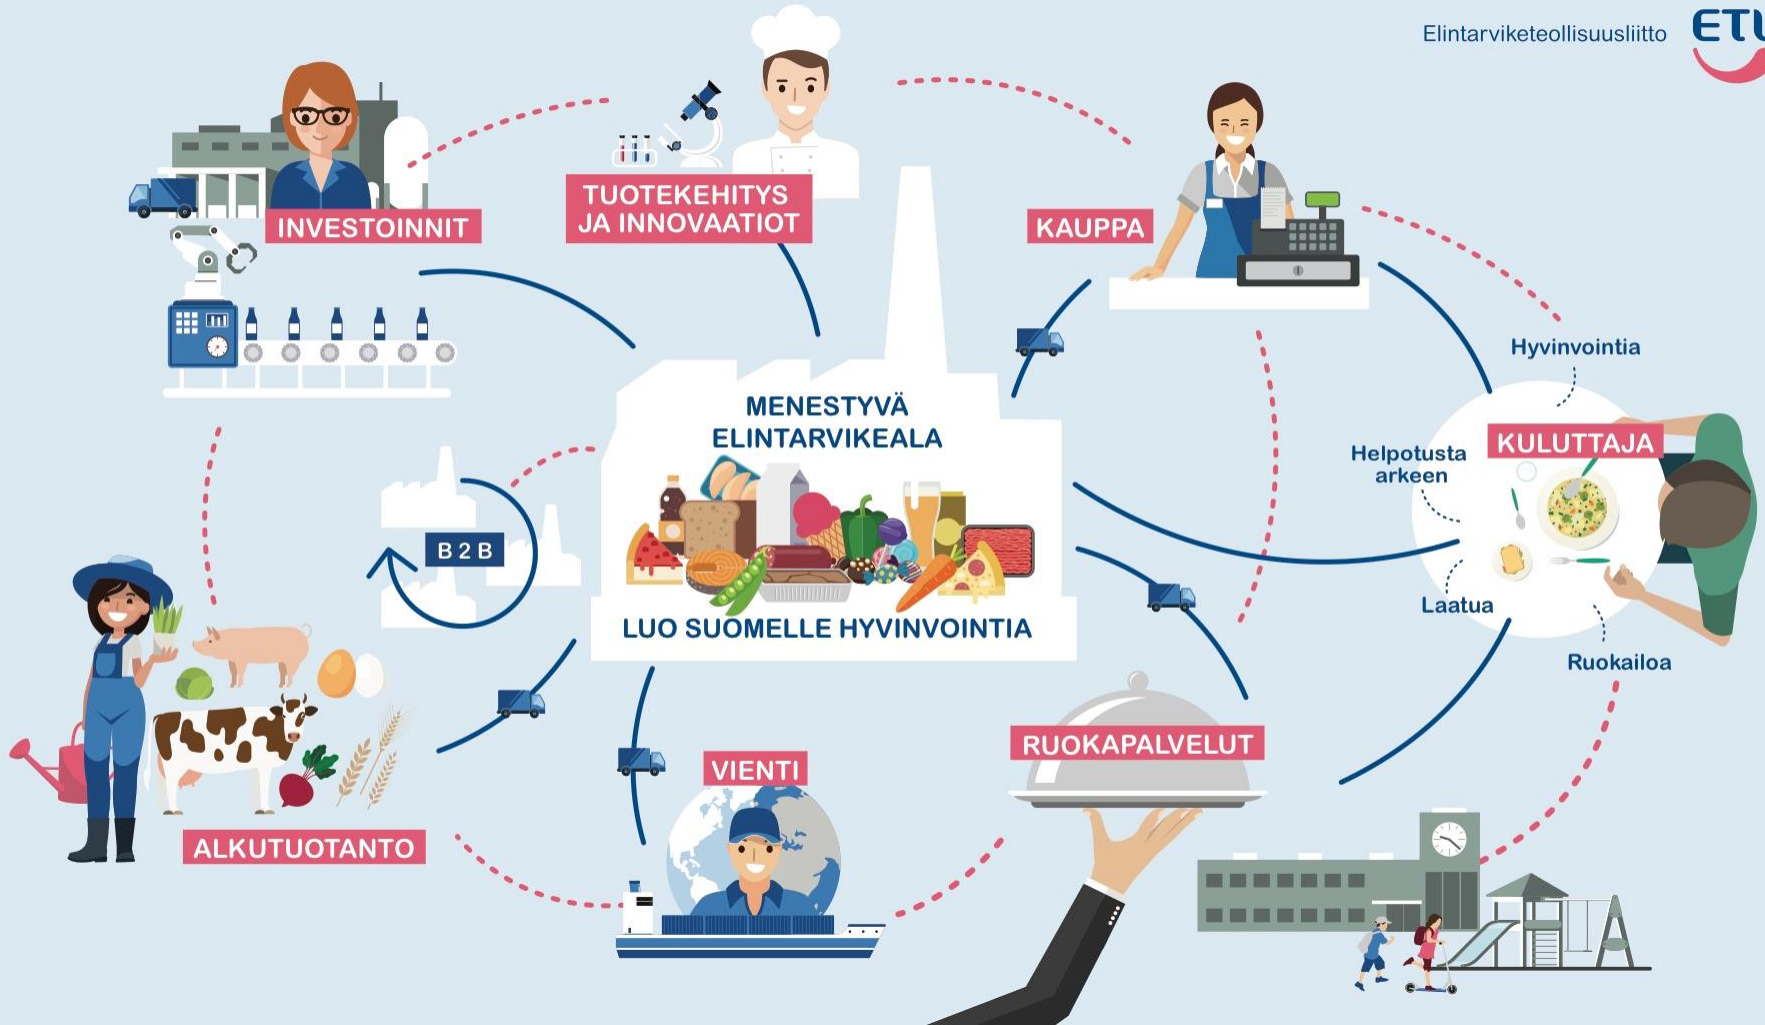 Elintarviketeollisuusliitto
ETL
INVESTOINNIT
TUOTEKEHITYS
JA INNOVAATIOT
KAUPPA
Hyvinvointia
KULUTTAJA
Helpotusta
arkeen
Laatua
Ruokailoa
MENESTYVÄ
ELINTARVIKEALA
LUO SUOMELLE HYVINVOINTIA
B 2 B
RUOKAPALVELUT
VIENTI
ALKUTUOTANTO